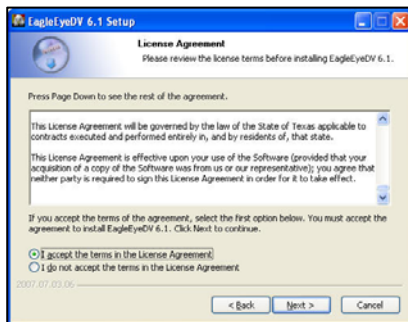 EagleEyeDV 6.1 Setup
License Agreement
Please review the license terms before installing EagleEyeDV 6.1.
Press Page Down to see the rest of the agreement.
This License Agreement will be governed by the law of the State of Texas applicable to
contracts executed and performed entirely in, and by residents of, that state.
This License Agreement is effective upon your use of the Software (provided that your
acquisition of a copy of the Software was from us or our representative); you agree that
neither party is required to sign this License Agreement in order for it to take effect.
If you accept the terms of the agreement, select the first option below. You must accept the
agreement to install EagleEyeDV 6.1. Click Next to continue.
I accept the terms in the License Agreement
I do not accept the terms in the License Agreement
2007.07.03.06
< Back Next > Cancel